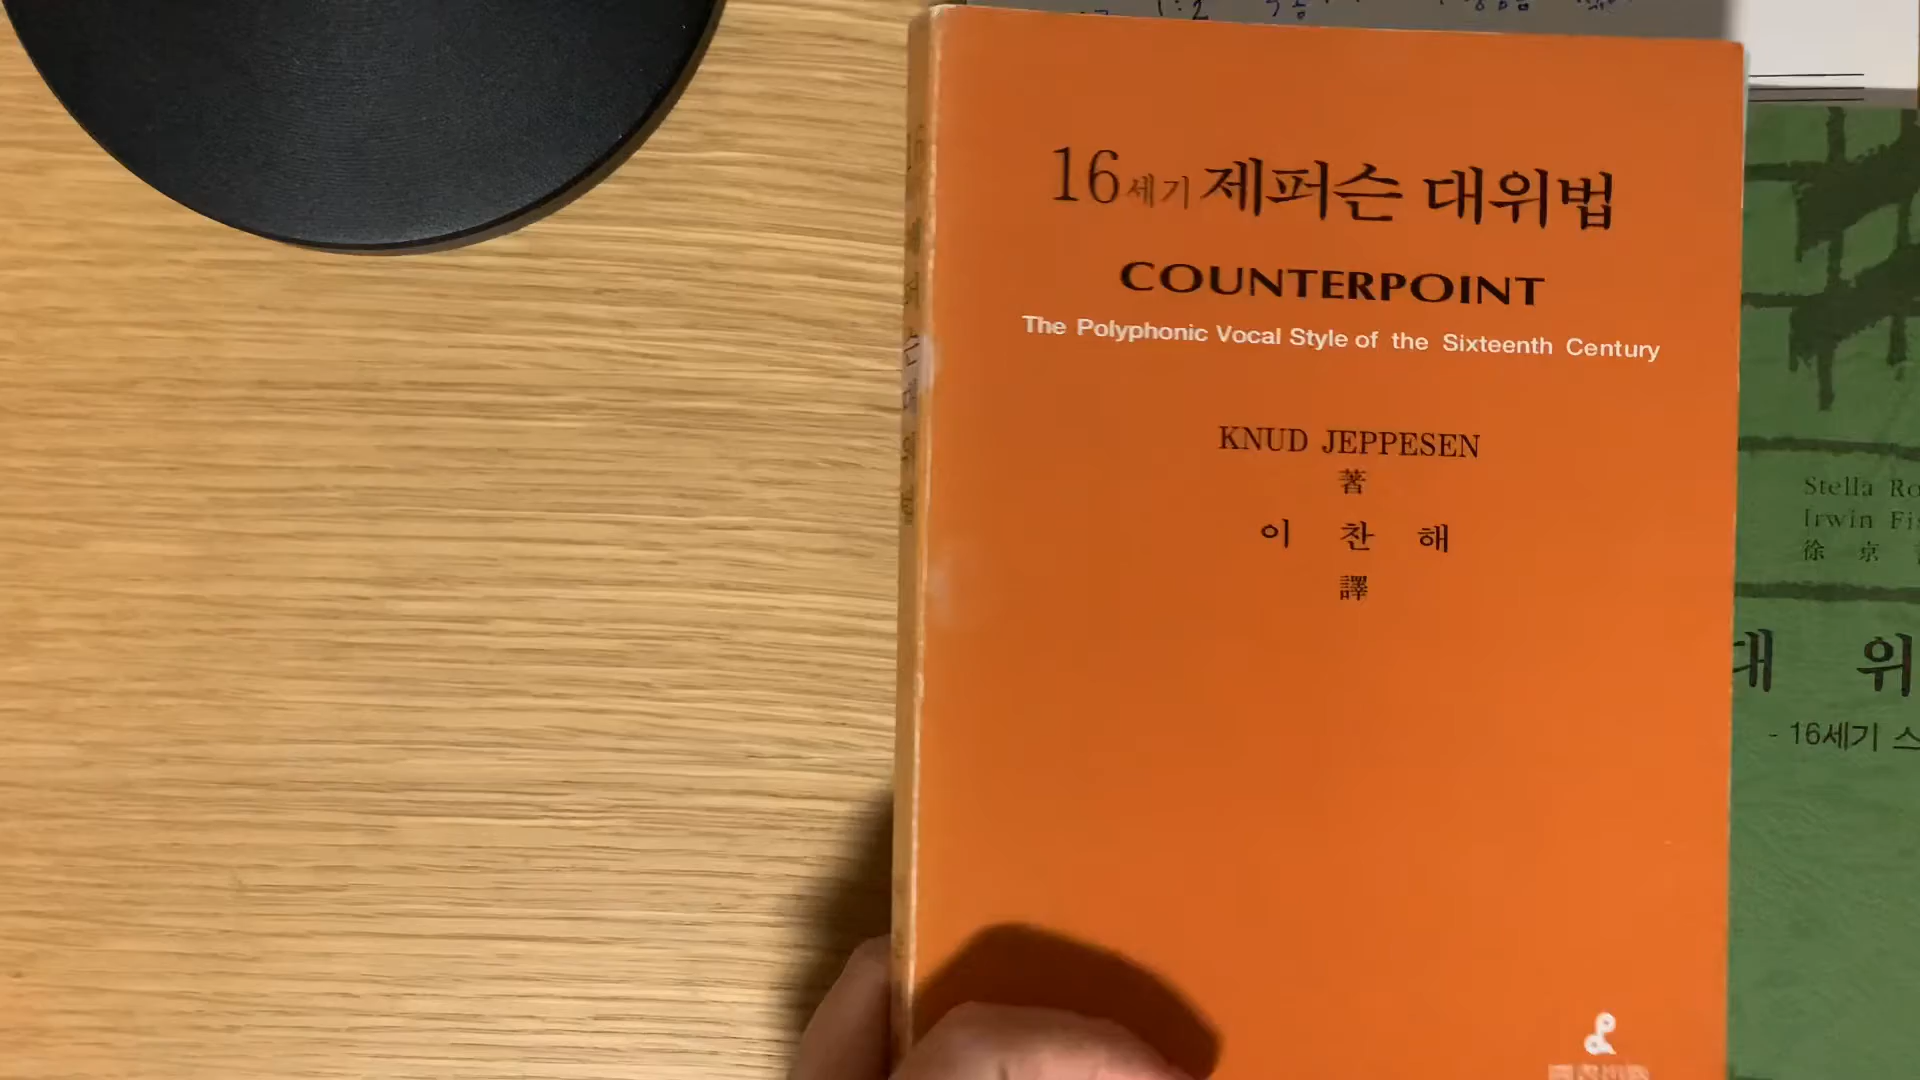 16세기 제퍼슨 대위법
COUNTERPOINT
The Polyphonic Vocal Style of the Sixteenth Century
KNUD JEPPESEN
著
이 찬 해
譯
Stella
Irwin
徐 京
대 위
- 16세기